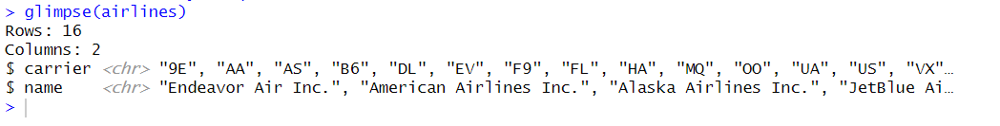 > glimpse(airlines)
Rows: 16
Columns: 2
$ carrier <chr> "9E", "AA", "AS", "B6", "DL", "EV", "F9", "FL", "HA", "MQ", "OO", "UA", "US", "VX"…
$ name    <chr> "Endeavor Air Inc.", "American Airlines Inc.", "Alaska Airlines Inc.", "JetBlue Ai…
>